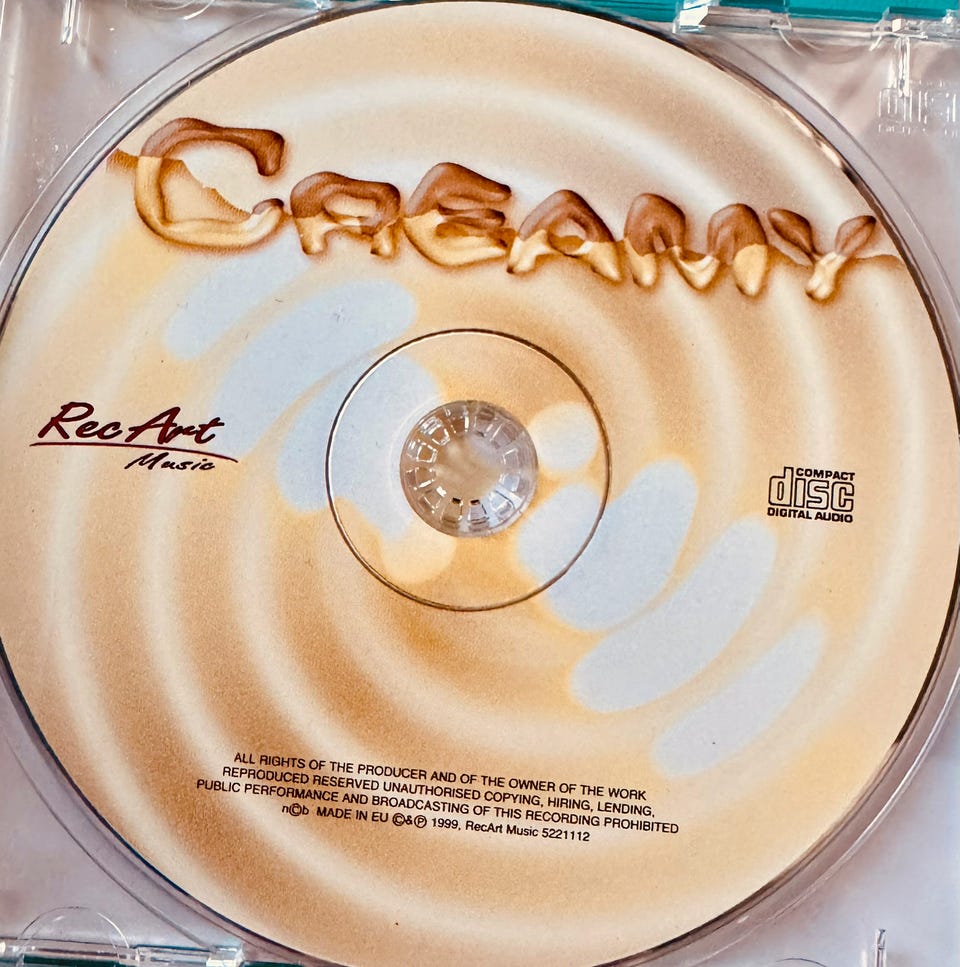 CREAMY
RecArt
Music
COMPACT
disc
DIGITAL AUDIO
ALL RIGHTS OF THE PRODUCER AND OF THE OWNER OF THE WORK
REPRODUCED RESERVED UNAUTHORISED COPYING, HIRING, LENDING,
PUBLIC PERFORMANCE AND BROADCASTING OF THIS RECORDING PROHIBITED
n©b MADE IN EU ©&℗ 1999, RecArt Music 5221112